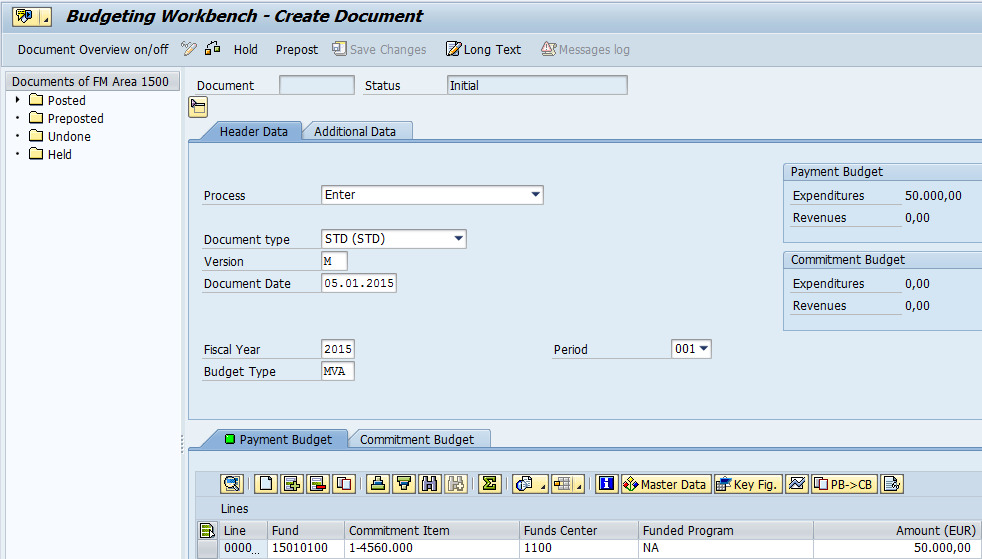 Budgeting Workbench - Create Document
Document Overview on/off Hold Prepost Save Changes Long Text Messages log
Documents of FM Area 1500
Posted
Preposted
Undone
Held
Document Status Initial
Header Data Additional Data
Process Enter
Document type STD (STD)
Version M
Document Date 05.01.2015
Fiscal Year 2015 Period 001
Budget Type MVA
Payment Budget
Expenditures 50.000,00
Revenues 0,00
Commitment Budget
Expenditures 0,00
Revenues 0,00
Payment Budget Commitment Budget
Master Data Key Fig. PB->CB
Lines
Line Fund Commitment Item Funds Center Funded Program Amount (EUR)
0000... 15010100 1-4560.000 1100 NA 50.000,00